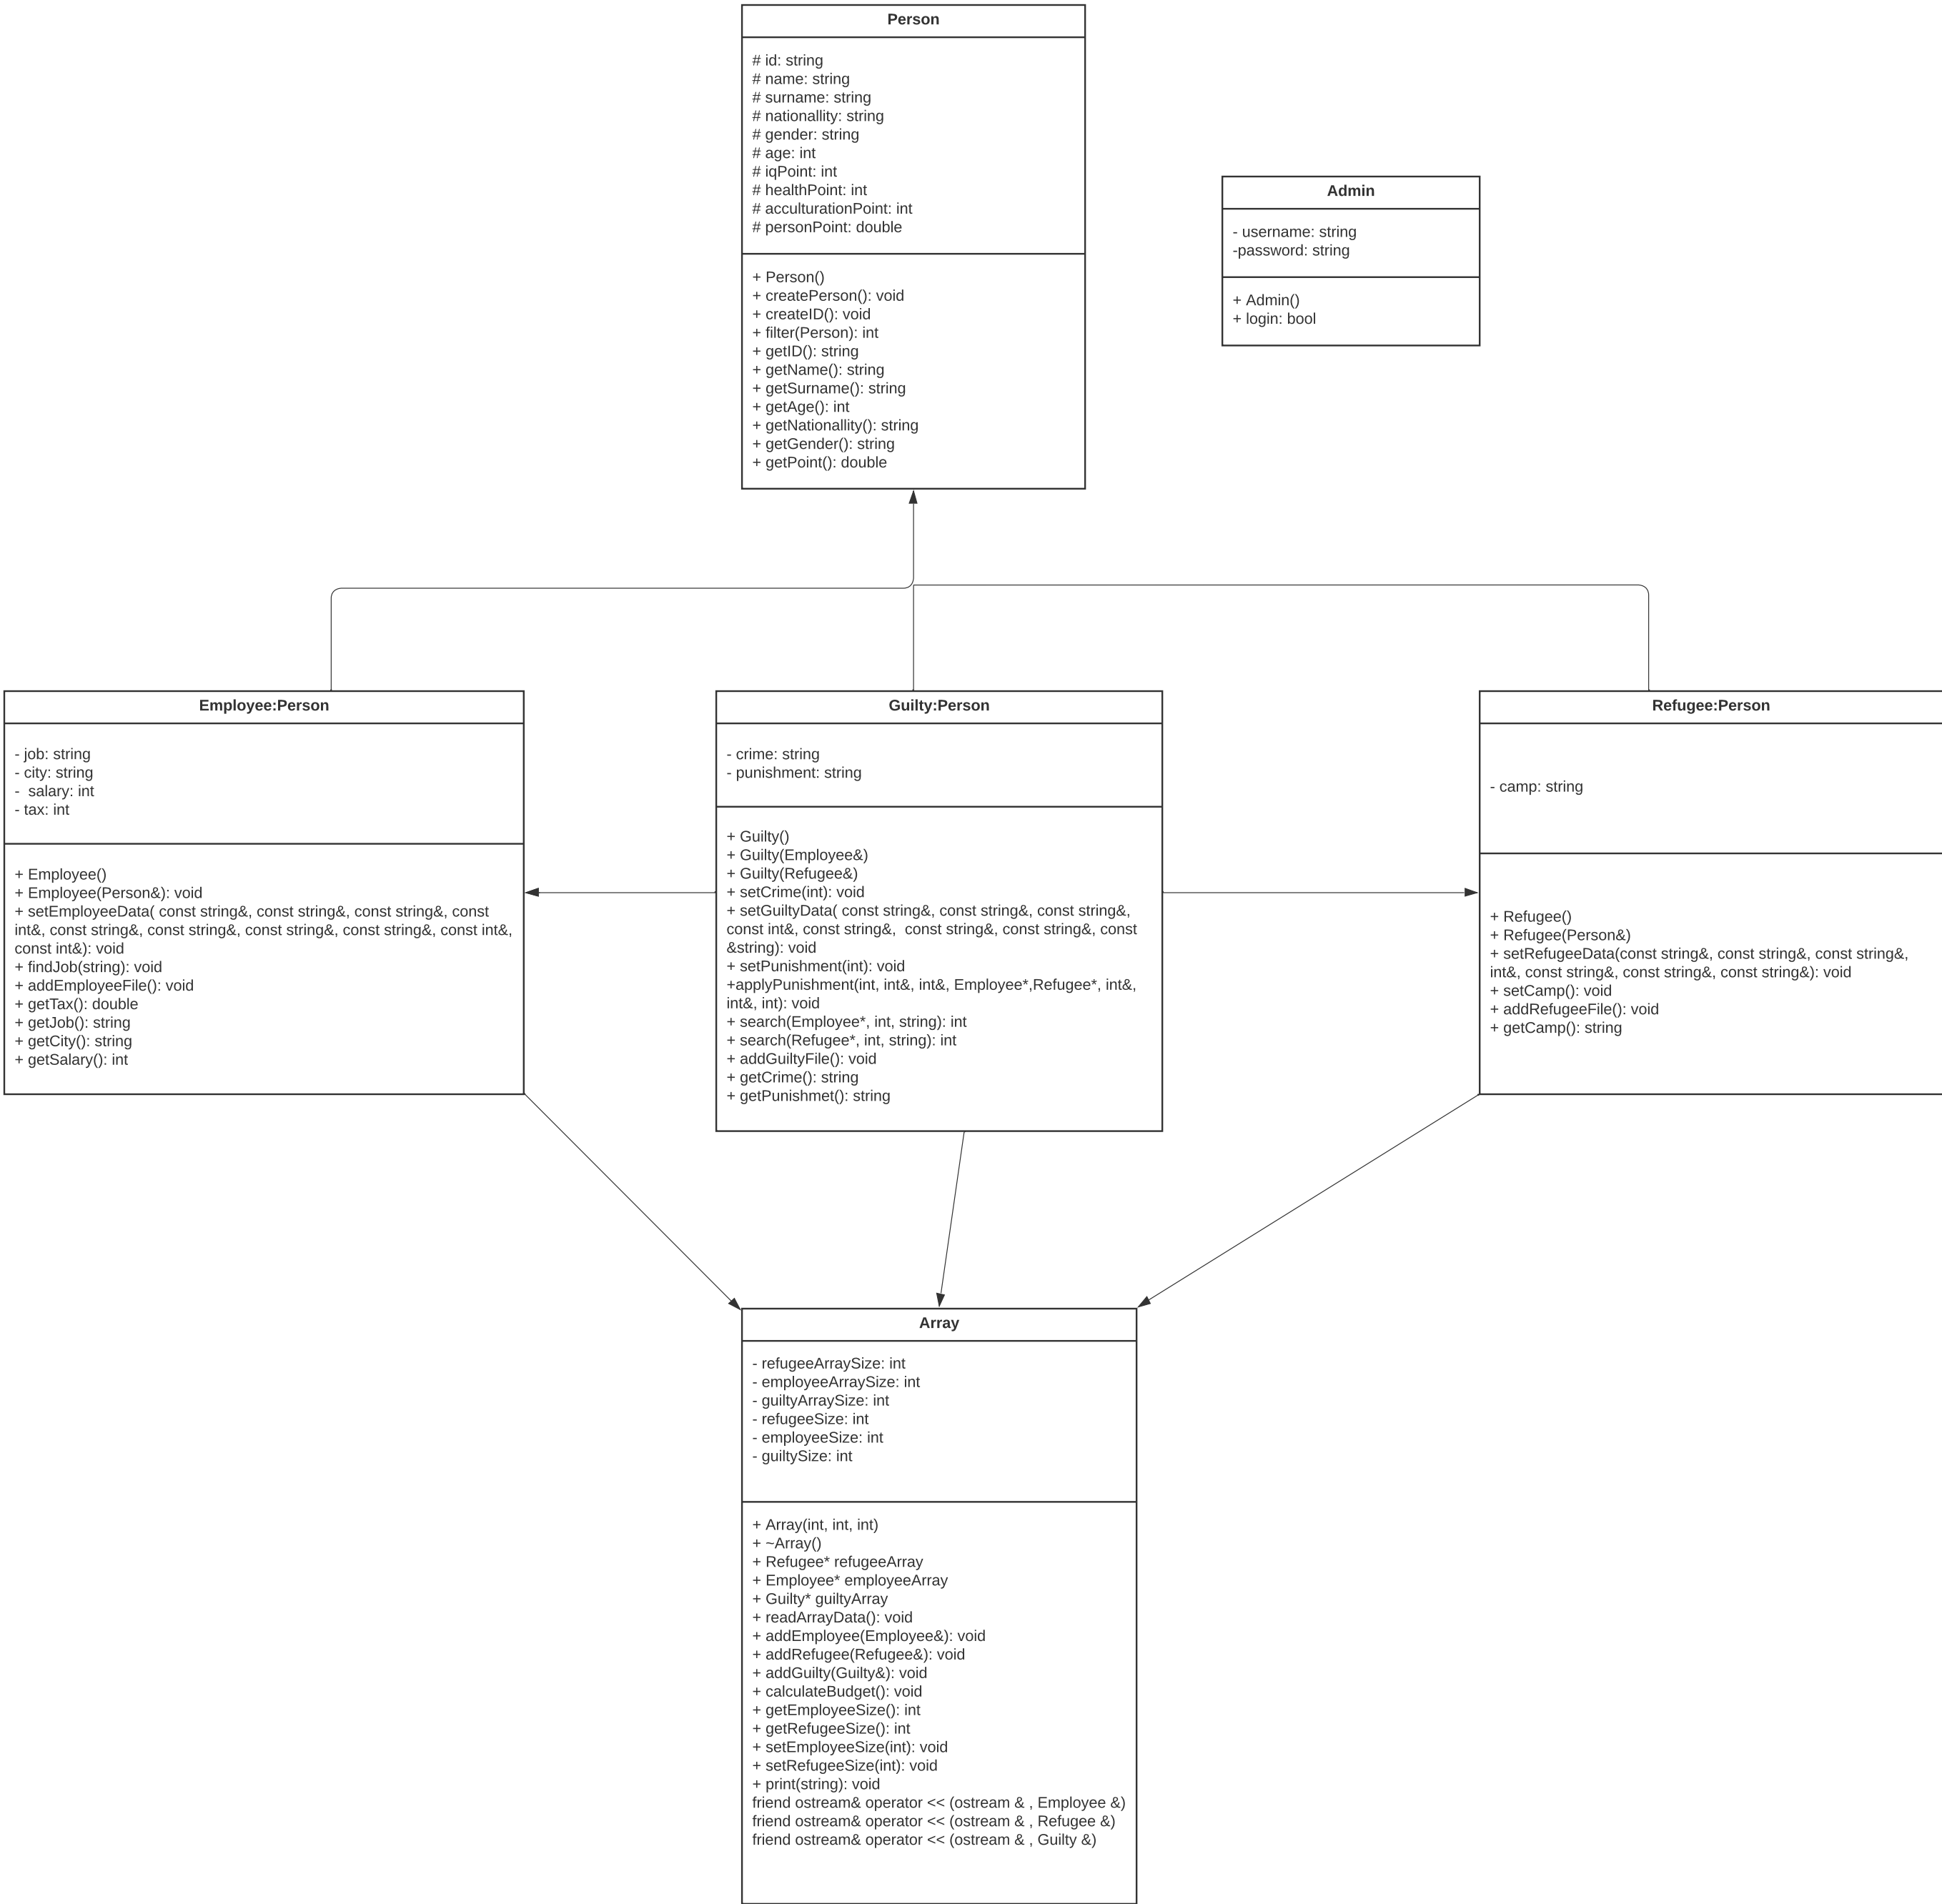 Person
# id: string
# name: string
# surname: string
# nationallity: string
# gender: string
# age: int
# iqPoint: int
# healthPoint: int
# acculturationPoint: int
# personPoint: double
+ Person()
+ createPerson(): void
+ createID(): void
+ filter(Person): int
+ getID(): string
+ getName(): string
+ getSurname(): string
+ getAge(): int
+ getNationallity(): string
+ getGender(): string
+ getPoint(): double
Admin
- username: string
-password: string
+ Admin()
+ login: bool
Employee:Person
- job: string
- city: string
-  salary: int
- tax: int
+ Employee()
+ Employee(Person&): void
+ setEmployeeData( const string&, const string&, const string&, const
int&, const string&, const string&, const string&, const string&, const int&,
const int&): void
+ findJob(string): void
+ addEmployeeFile(): void
+ getTax(): double
+ getJob(): string
+ getCity(): string
+ getSalary(): int
Guilty:Person
- crime: string
- punishment: string
+ Guilty()
+ Guilty(Employee&)
+ Guilty(Refugee&)
+ setCrime(int): void
+ setGuiltyData( const string&, const string&, const string&,
const int&, const string&,  const string&, const string&, const
&string): void
+ setPunishment(int): void
+applyPunishment(int, int&, int&, Employee*,Refugee*, int&,
int&, int): void
+ search(Employee*, int, string): int
+ search(Refugee*, int, string): int
+ addGuiltyFile(): void
+ getCrime(): string
+ getPunishmet(): string
Refugee:Person
- camp: string
+ Refugee()
+ Refugee(Person&)
+ setRefugeeData(const string&, const string&, const string&,
int&, const string&, const string&, const string&): void
+ setCamp(): void
+ addRefugeeFile(): void
+ getCamp(): string
Array
- refugeeArraySize: int
- employeeArraySize: int
- guiltyArraySize: int
- refugeeSize: int
- employeeSize: int
- guiltySize: int
+ Array(int, int, int)
+ ~Array()
+ Refugee* refugeeArray
+ Employee* employeeArray
+ Guilty* guiltyArray
+ readArrayData(): void
+ addEmployee(Employee&): void
+ addRefugee(Refugee&): void
+ addGuilty(Guilty&): void
+ calculateBudget(): void
+ getEmployeeSize(): int
+ getRefugeeSize(): int
+ setEmployeeSize(int): void
+ setRefugeeSize(int): void
+ print(string): void
friend ostream& operator << (ostream & , Employee &)
friend ostream& operator << (ostream & , Refugee &)
friend ostream& operator << (ostream & , Guilty &)